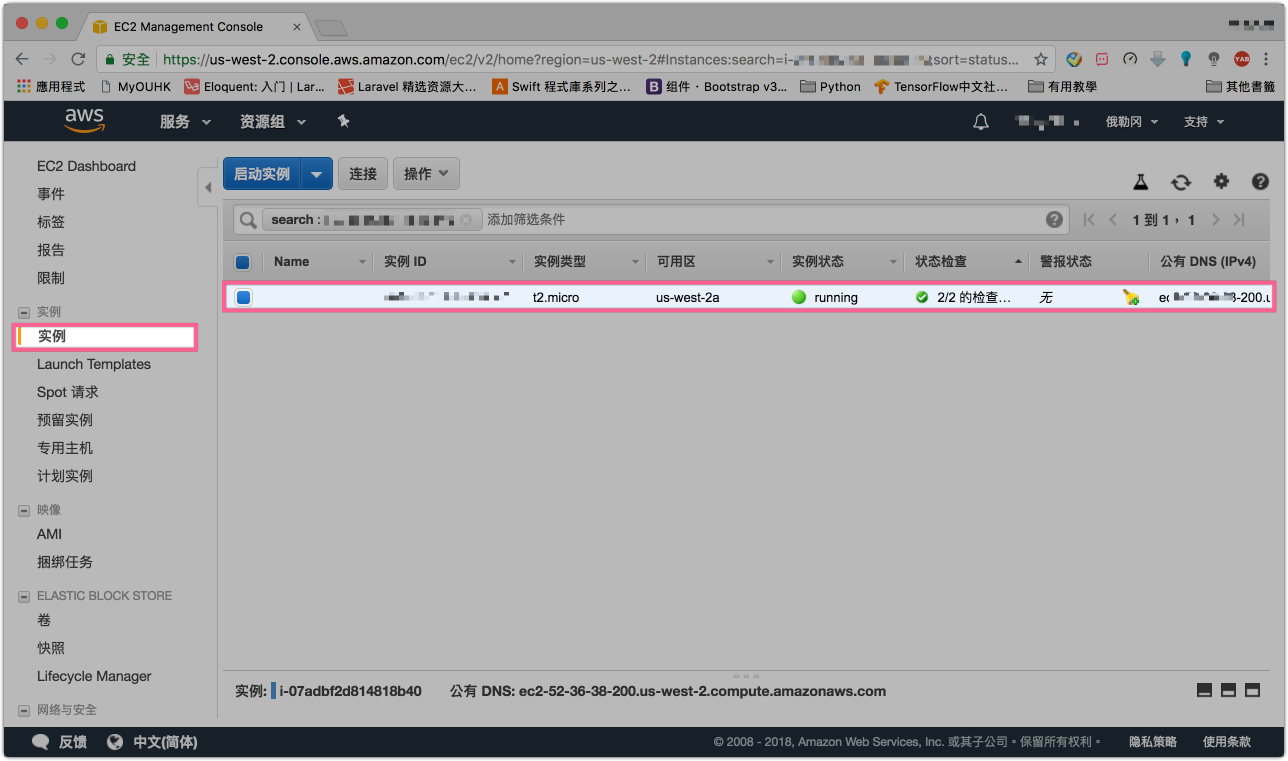 EC2 Management Console
安全 https://us-west-2.console.aws.amazon.com/ec2/v2/home?region=us-west-2#Instances:search=i- ;sort=status...
應用程式 MyOUHK Eloquent: 入门 | Lar... Laravel 精选资源大全... Swift 程式庫系列之... B 组件 · Bootstrap v3... Python TensorFlow中文社... 有用教學 其他書籤
aws 服务 资源组 俄勒冈 支持
EC2 Dashboard
事件
标签
报告
限制
实例
实例
Launch Templates
Spot 请求
预留实例
专用主机
计划实例
映像
AMI
捆绑任务
ELASTIC BLOCK STORE
卷
快照
Lifecycle Manager
网络与安全
启动实例 连接 操作
search : 添加筛选条件 1 到 1, 1
Name 实例 ID 实例类型 可用区 实例状态 状态检查 警报状态 公有 DNS (IPv4)
t2.micro us-west-2a running 2/2 的检查... 无 -200.u
实例: i-07adbf2d814818b40 公有 DNS: ec2-52-36-38-200.us-west-2.compute.amazonaws.com
反馈 中文(简体) © 2008 - 2018, Amazon Web Services, Inc. 或其子公司。保留所有权利。 隐私策略 使用条款